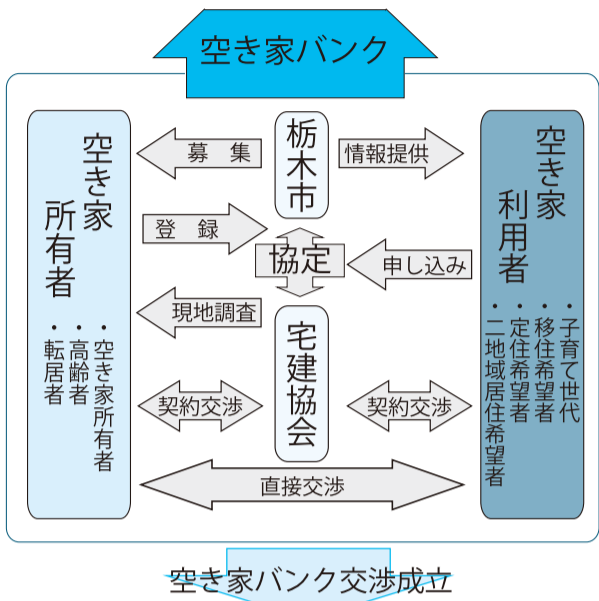 空き家バンク
空き家
所有者
・空き家所有者
・高齢者
・転居者
募　集
登　録
現地調査
契約交渉
栃木市
協定
宅建協会
情報提供
申し込み
契約交渉
直接交渉
空き家
利用者
・子育て世代
・移住希望者
・定住希望者
・二地域居住希望者
空き家バンク交渉成立